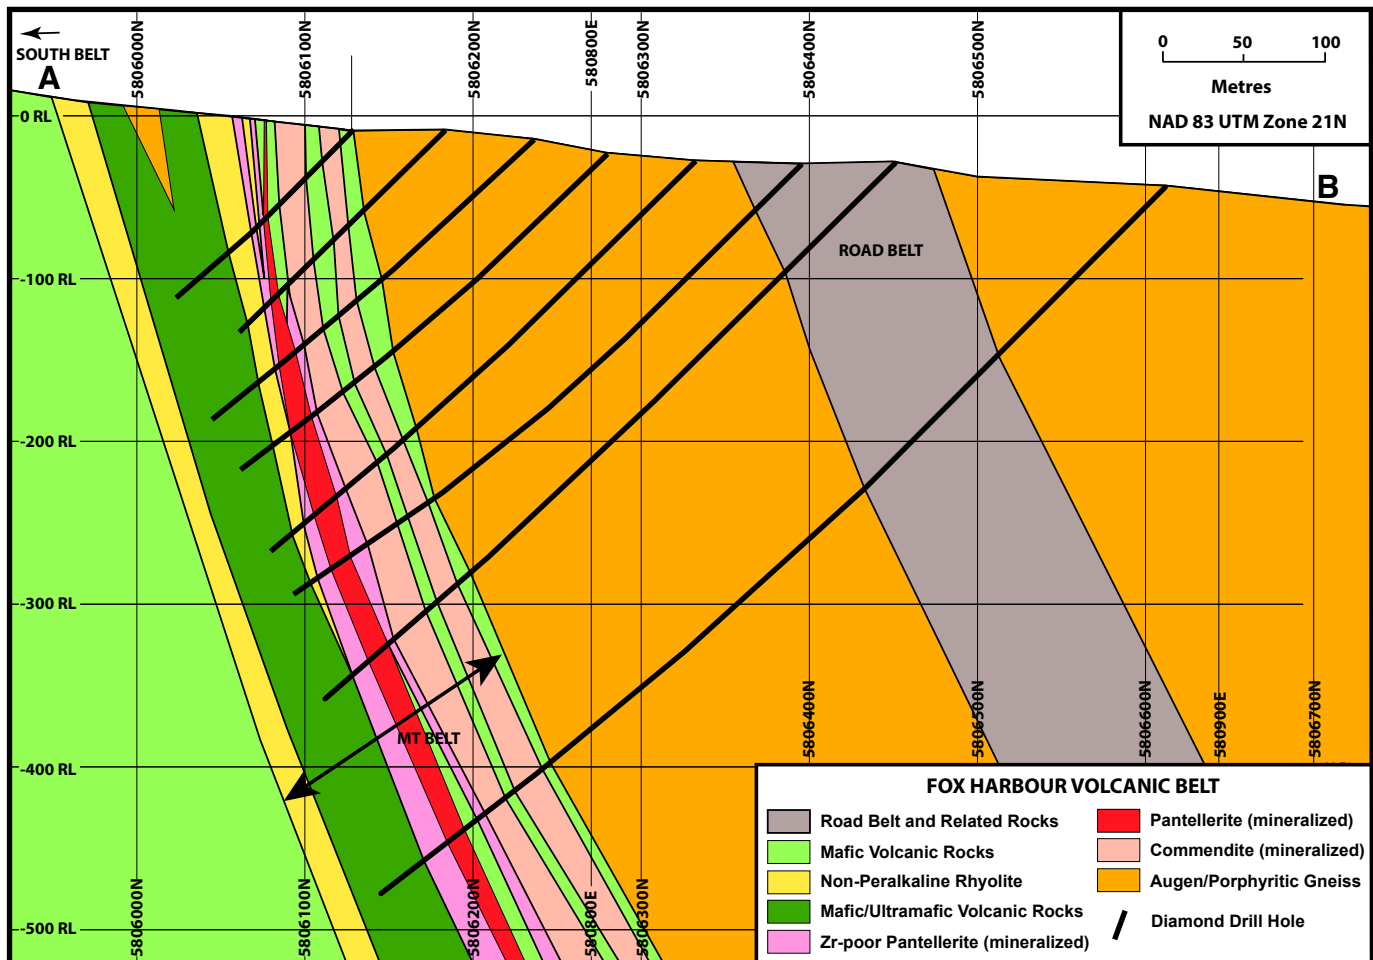 SOUTH BELT
A
5806000N
5806100N
5806200N
580800E
5806300N
5806400N
5806500N
0 50 100
Metres
NAD 83 UTM Zone 21N
0 RL
B
ROAD BELT
-100 RL
-200 RL
-300 RL
MT BELT
-400 RL
-500 RL
5806000N
5806100N
5806200N
580800E
5806300N
5806400N
5806500N
5806600N
580900E
5806700N
FOX HARBOUR VOLCANIC BELT
Road Belt and Related Rocks
Mafic Volcanic Rocks
Non-Peralkaline Rhyolite
Mafic/Ultramafic Volcanic Rocks
Zr-poor Pantellerite (mineralized)
Pantellerite (mineralized)
Commendite (mineralized)
Augen/Porphyritic Gneiss
Diamond Drill Hole